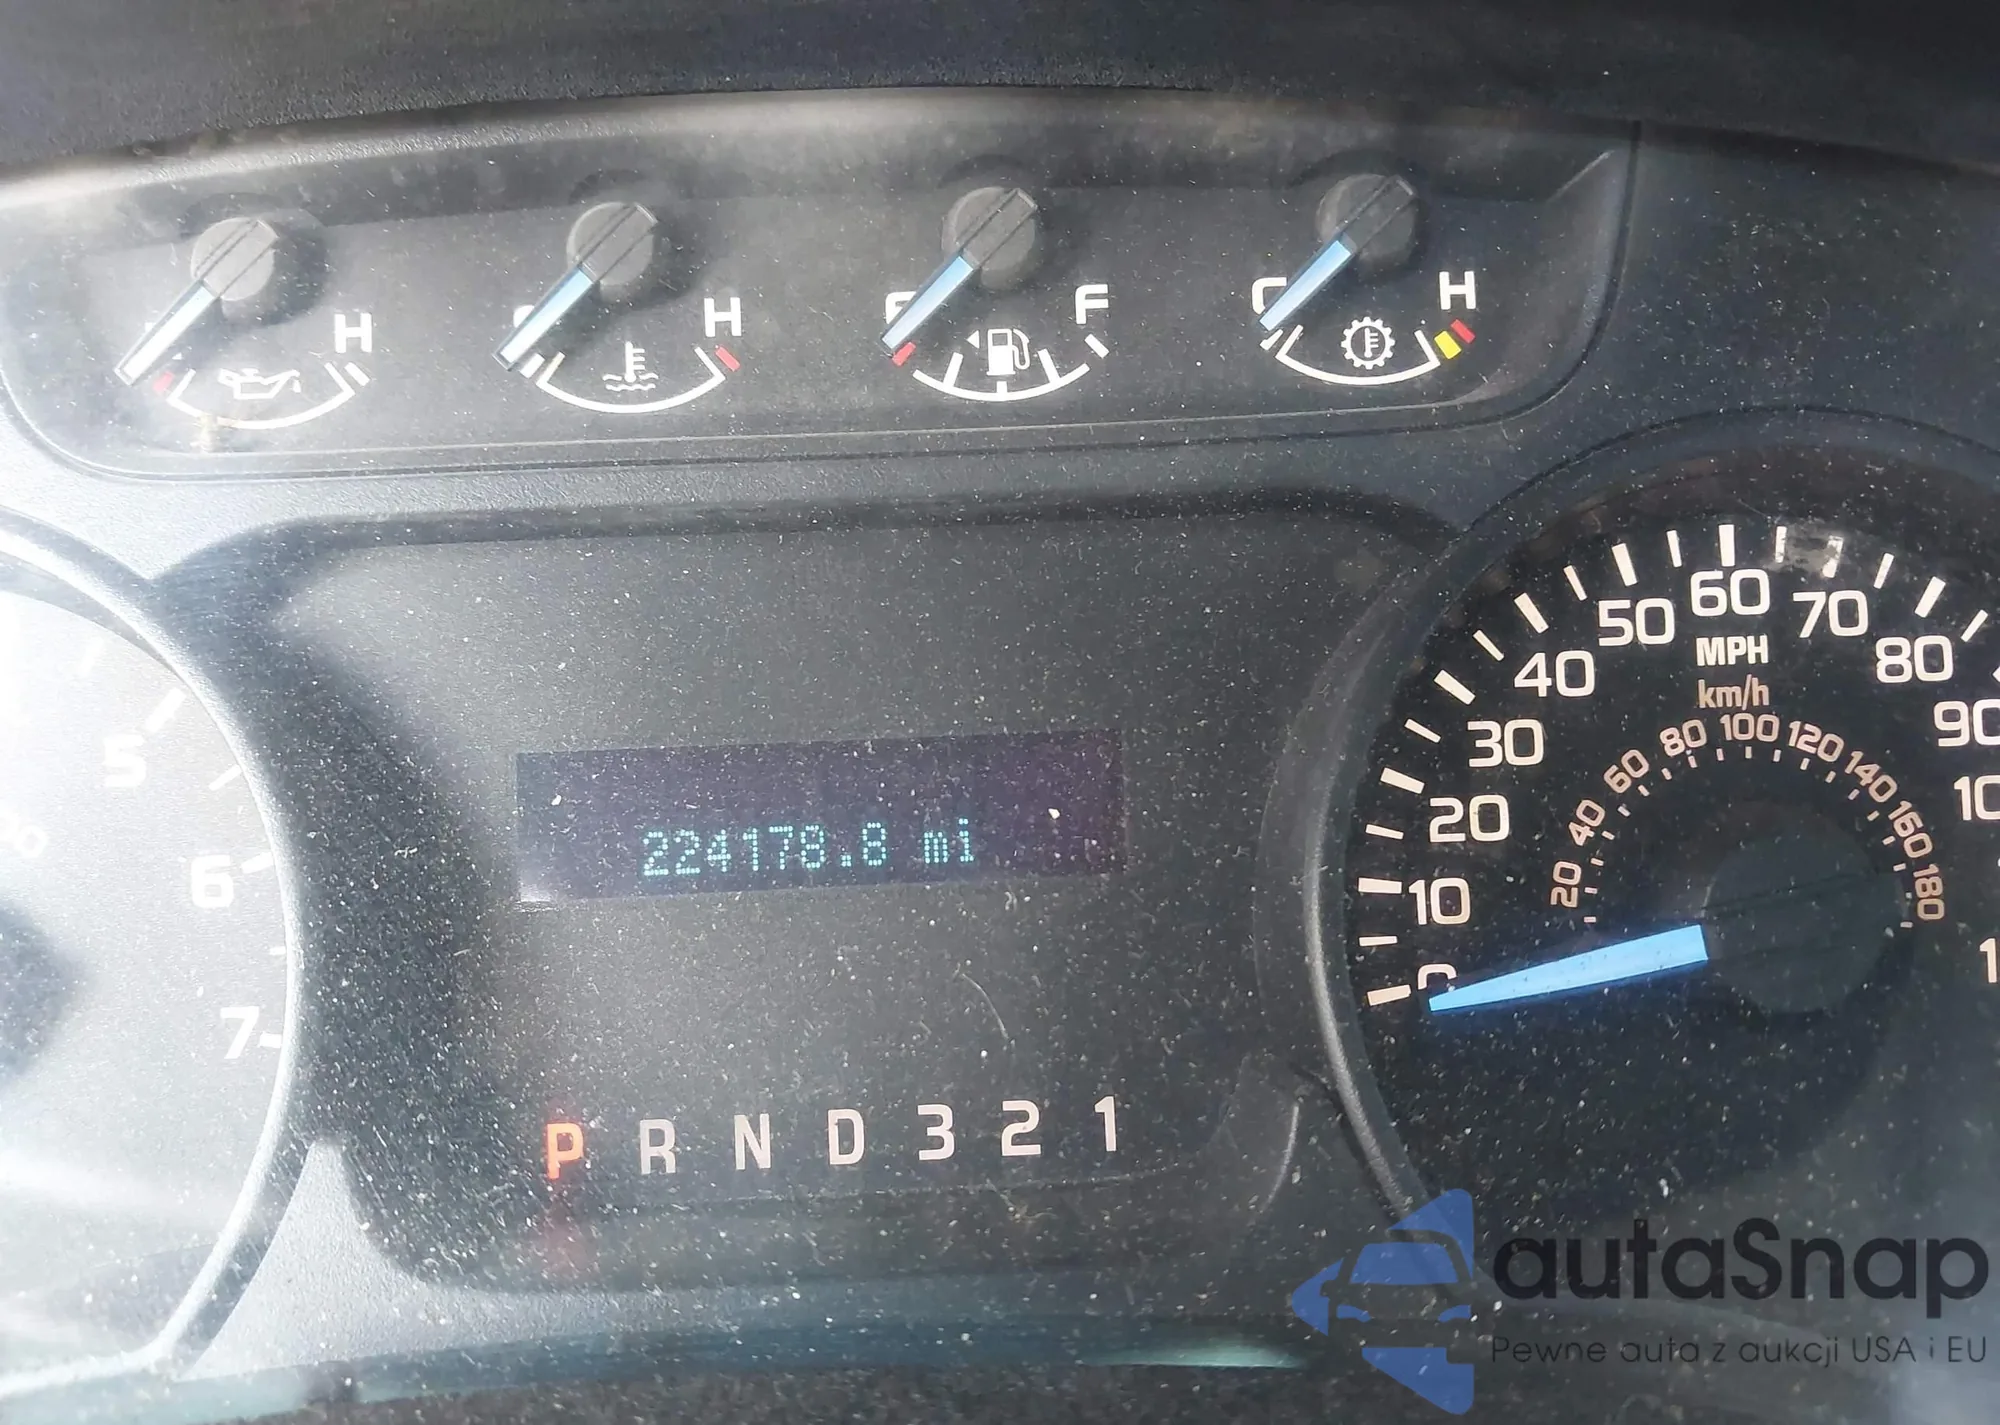 H
H
F
C H
50 60 70
40 MPH 80
30 km/h 90
20
10
0
20 40 60 80 100 120 140 160 180
5
6
7
224178.8 mi
P R N D 3 2 1
autaSnap
Pewne auta z aukcji USA i EU